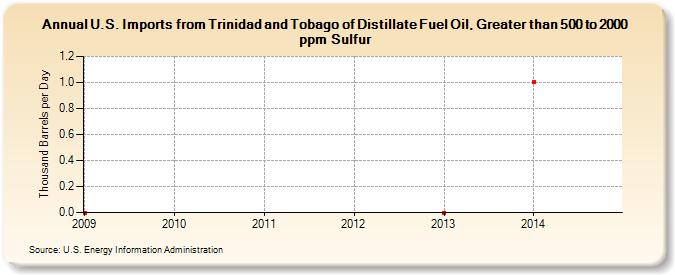 Annual U.S. Imports from Trinidad and Tobago of Distillate Fuel Oil, Greater than 500 to 2000
ppm Sulfur
Thousand Barrels per Day
1.2
1.0
0.8
0.6
0.4
0.2
0.0
2009 2010 2011 2012 2013 2014
Source: U.S. Energy Information Administration